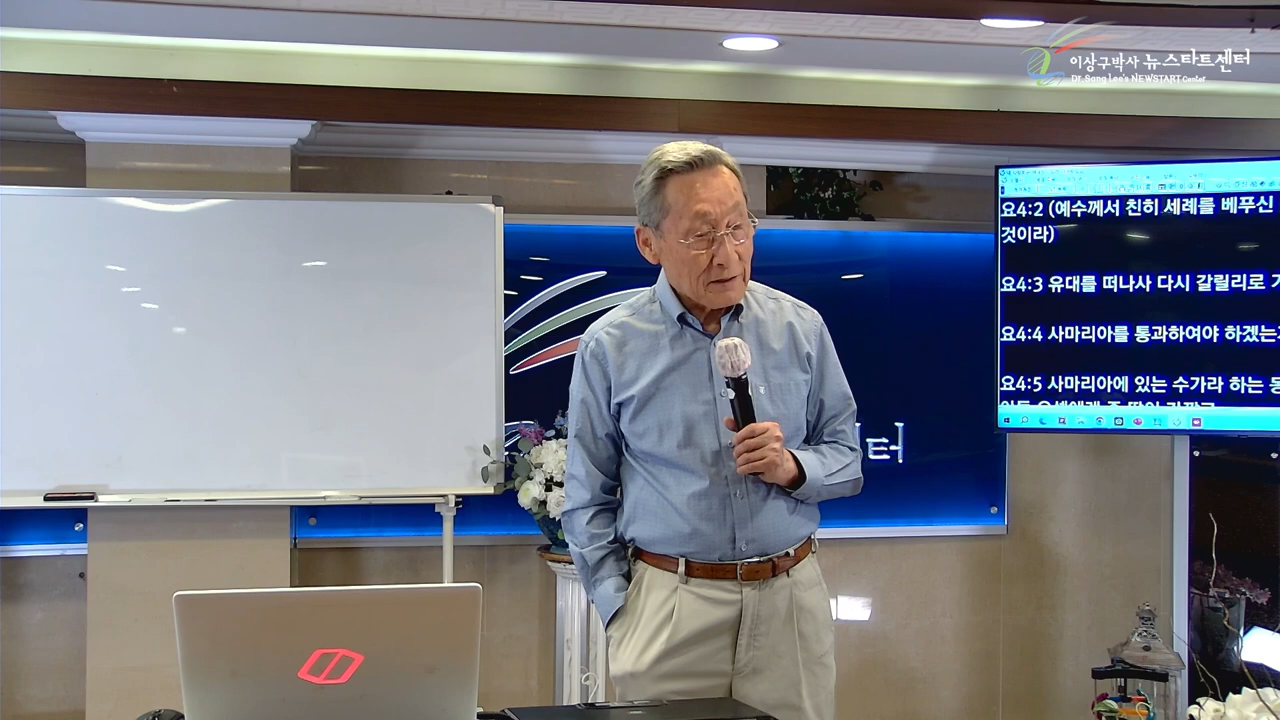 이상구박사 뉴스타트센터
Dr. Sang Lee's NEWSTART Center
요4:2 (예수께서 친히 세례를 베푸신
것이라)
요4:3 유대를 떠나사 다시 갈릴리로
요4:4 사마리아를 통과하여야 하겠는
요4:5 사마리아에 있는 수가라 하는
터